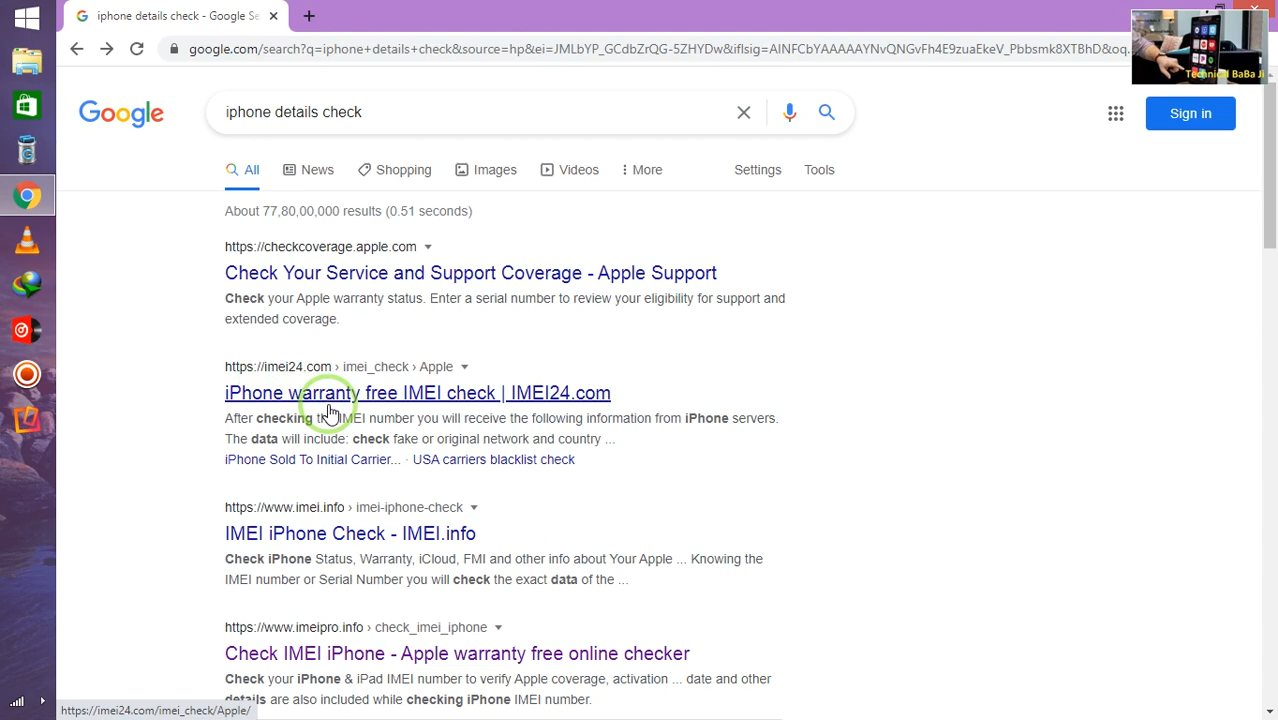 iphone details check - Google Se
google.com/search?q=iphone+details+check&source=hp&ei=JMLbYP_GCdbZrQG-5ZHYDw&iflsig=AINFCbYAAAAAYNvQNGvFh4E9zuaEkeV_Pbbsmk8XTBhD&oq.
Technical BaBa Ji
Google
iphone details check
Sign in
All
News
Shopping
Images
Videos
More
Settings
Tools
About 77,80,00,000 results (0.51 seconds)
https://checkcoverage.apple.com
Check Your Service and Support Coverage - Apple Support
Check your Apple warranty status. Enter a serial number to review your eligibility for support and
extended coverage.
https://imei24.com › imei_check › Apple
iPhone warranty free IMEI check | IMEI24.com
After checking the IMEI number you will receive the following information from iPhone servers.
The data will include: check fake or original network and country ...
iPhone Sold To Initial Carrier... · USA carriers blacklist check
https://www.imei.info › imei-iphone-check
IMEI iPhone Check - IMEI.info
Check iPhone Status, Warranty, iCloud, FMI and other info about Your Apple ... Knowing the
IMEI number or Serial Number you will check the exact data of the ...
https://www.imeipro.info › check_imei_iphone
Check IMEI iPhone - Apple warranty free online checker
Check your iPhone & iPad IMEI number to verify Apple coverage, activation ... date and other
details are also included while checking iPhone IMEI number.
https://imei24.com/imei_check/Apple/